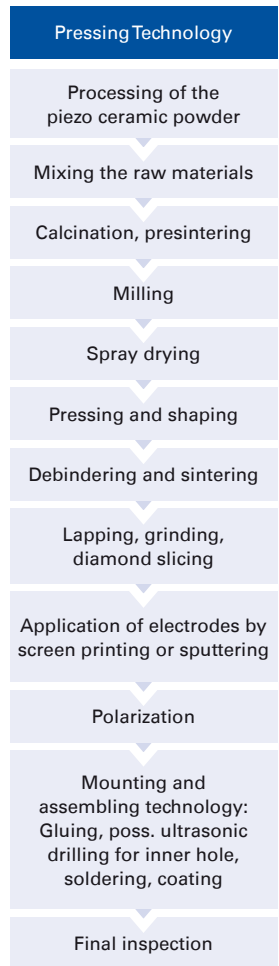 Pressing Technology
Processing of the
piezo ceramic powder
Mixing the raw materials
Calcination, presintering
Milling
Spray drying
Pressing and shaping
Debindering and sintering
Lapping, grinding,
diamond slicing
Application of electrodes by
screen printing or sputtering
Polarization
Mounting and
assembling technology:
Gluing, poss. ultrasonic
drilling for inner hole,
soldering, coating
Final inspection